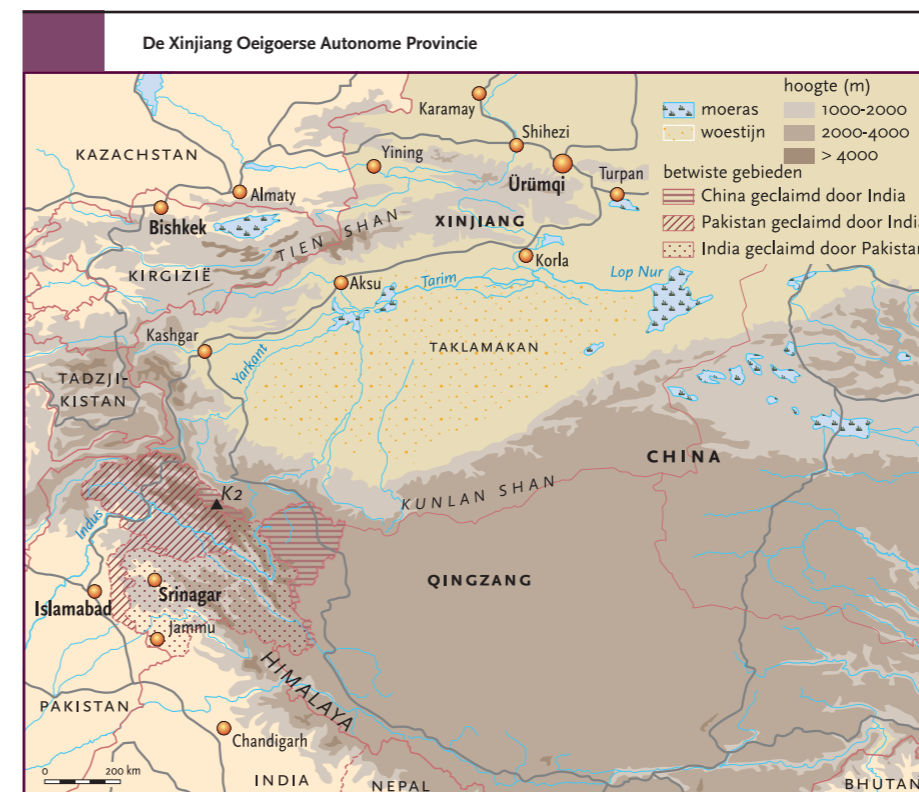 De Xinjiang Oeigoerse Autonome Provincie
hoogte (m)
moeras
1000-2000
woestijn
2000-4000
> 4000
betwiste gebieden
China geclaimd door India
Pakistan geclaimd door Indi
India geclaimd door Pakistan
Karamay
Shihezi
KAZACHSTAN
Yining
Ürümqi
Turpan
Almaty
Bishkek
XINJIANG
TIEN SHAN
KIRGIZIË
Korla
Aksu
Tarim
Lop Nur
Kashgar
Yarkant
TAKLAMAKAN
TADZJI-
KISTAN
CHINA
K2
KUNLAN SHAN
Indus
QINGZANG
Islamabad
Srinagar
Jammu
HIMALAYA
PAKISTAN
Chandigarh
0
200 km
INDIA
NEPAL
BHUTAN